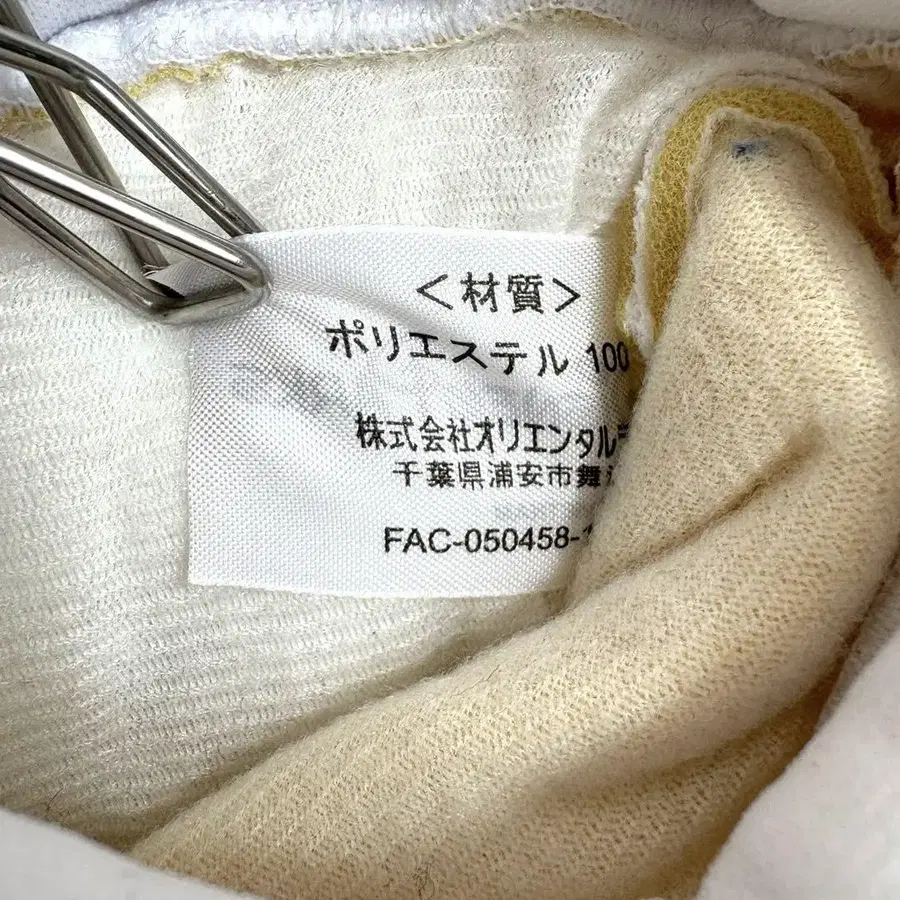 <材質>
ポリエステル 100
株式会社オリエンタル
千葉県浦安市舞
FAC-050458-